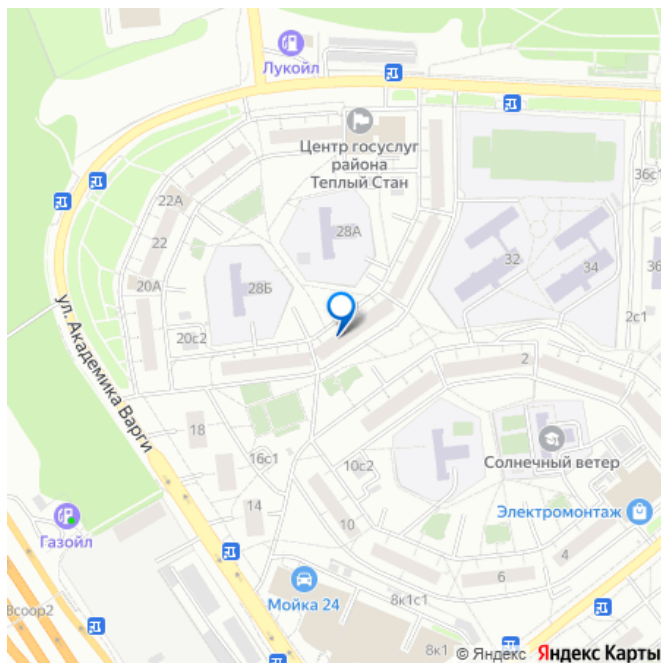 Лукойл
Центр госуслуг
района
Теплый Стан
36с1
22А
22
28А
32
34
36
20А
28Б
2с1
20с2
2
ул. Академика Варги
18
16с1
10с2
Солнечный ветер
14
10
Электромонтаж
Газойл
4
6
Мойка 24
8к1с1
8соор2
8к1
© Яндекс Яндекс Карты